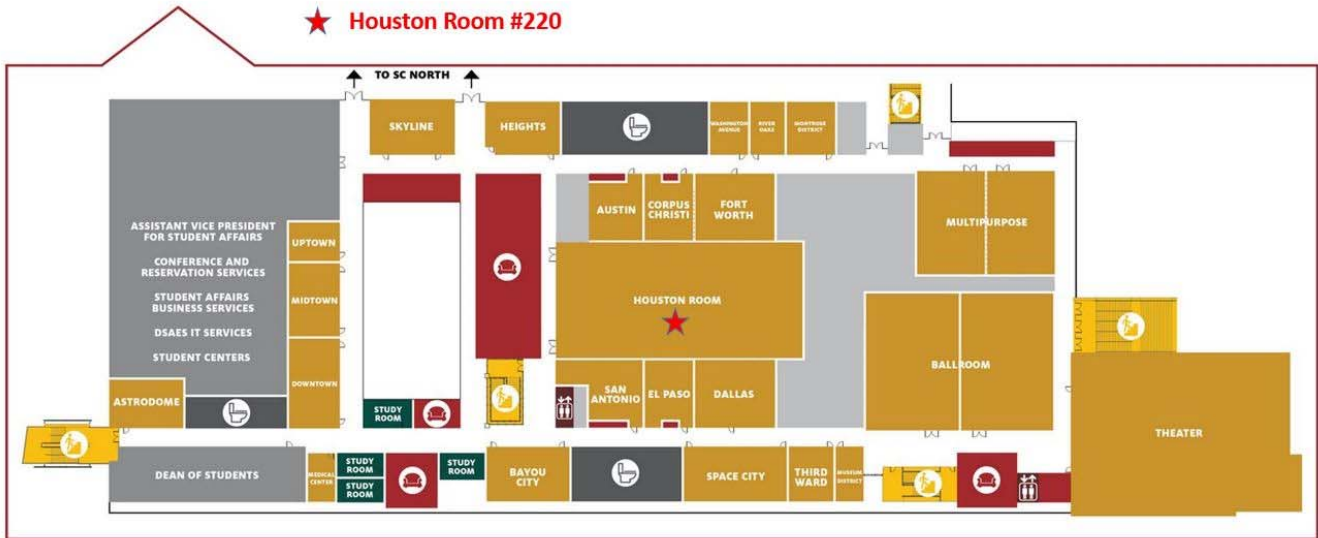 Houston Room #220
TO SC NORTH
SKYLINE
HEIGHTS
WASHINGTON
AVENUE
RIVER
OAKS
MONTROSE
DISTRICT
AUSTIN
CORPUS
CHRISTI
FORT
WORTH
MULTIPURPOSE
ASSISTANT VICE PRESIDENT
FOR STUDENT AFFAIRS
CONFERENCE AND
RESERVATION SERVICES
STUDENT AFFAIRS
BUSINESS SERVICES
DSAES IT SERVICES
STUDENT CENTERS
UPTOWN
MIDTOWN
DOWNTOWN
HOUSTON ROOM
BALLROOM
ASTRODOME
STUDY
ROOM
SAN
ANTONIO
EL PASO
DALLAS
THEATER
DEAN OF STUDENTS
MEDICAL
CENTER
STUDY
ROOM
STUDY
ROOM
STUDY
ROOM
BAYOU
CITY
SPACE CITY
THIRD
WARD
MUSEUM
DISTRICT